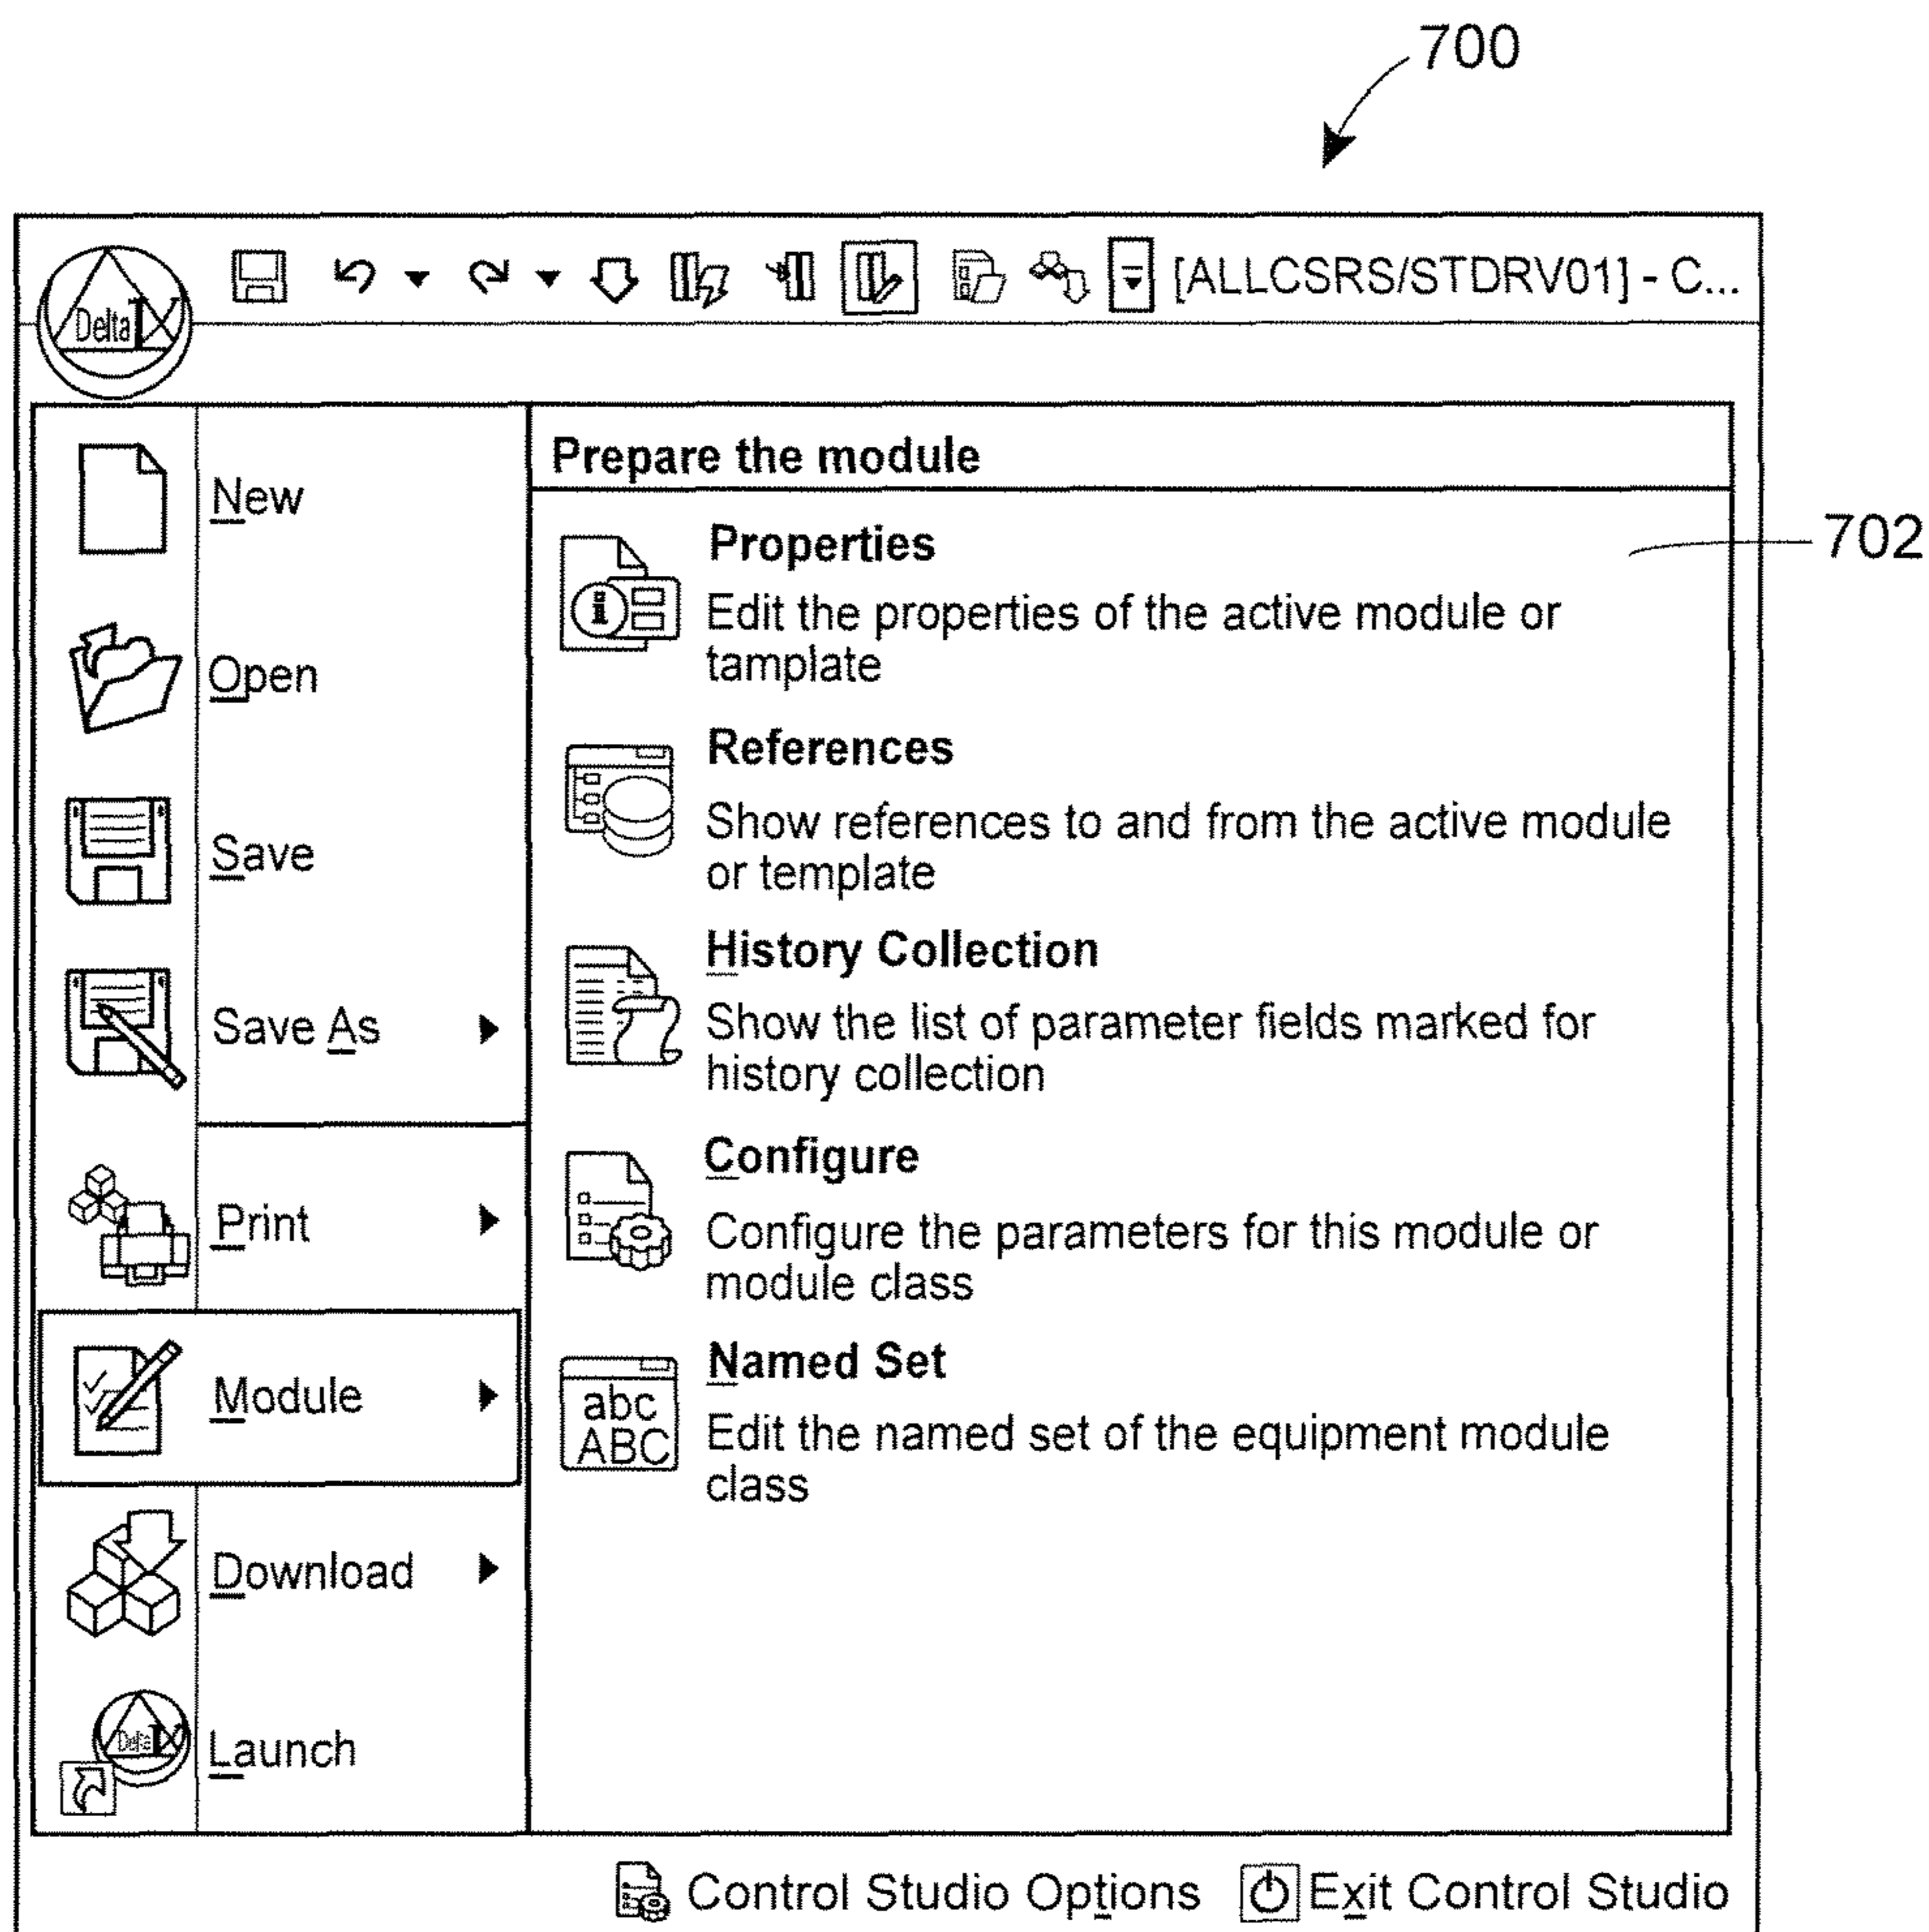 700
Delta V
[ALLCSRS/STDRV01] - C...
Prepare the module
New
Properties
702
Edit the properties of the active module or
tamplate
Open
References
Show references to and from the active module
or template
Save
History Collection
Show the list of parameter fields marked for
history collection
Save As
Configure
Configure the parameters for this module or
module class
Print
Named Set
abc
ABC
Edit the named set of the equipment module
class
Module
Download
Delta V
Launch
Control Studio Options
Exit Control Studio